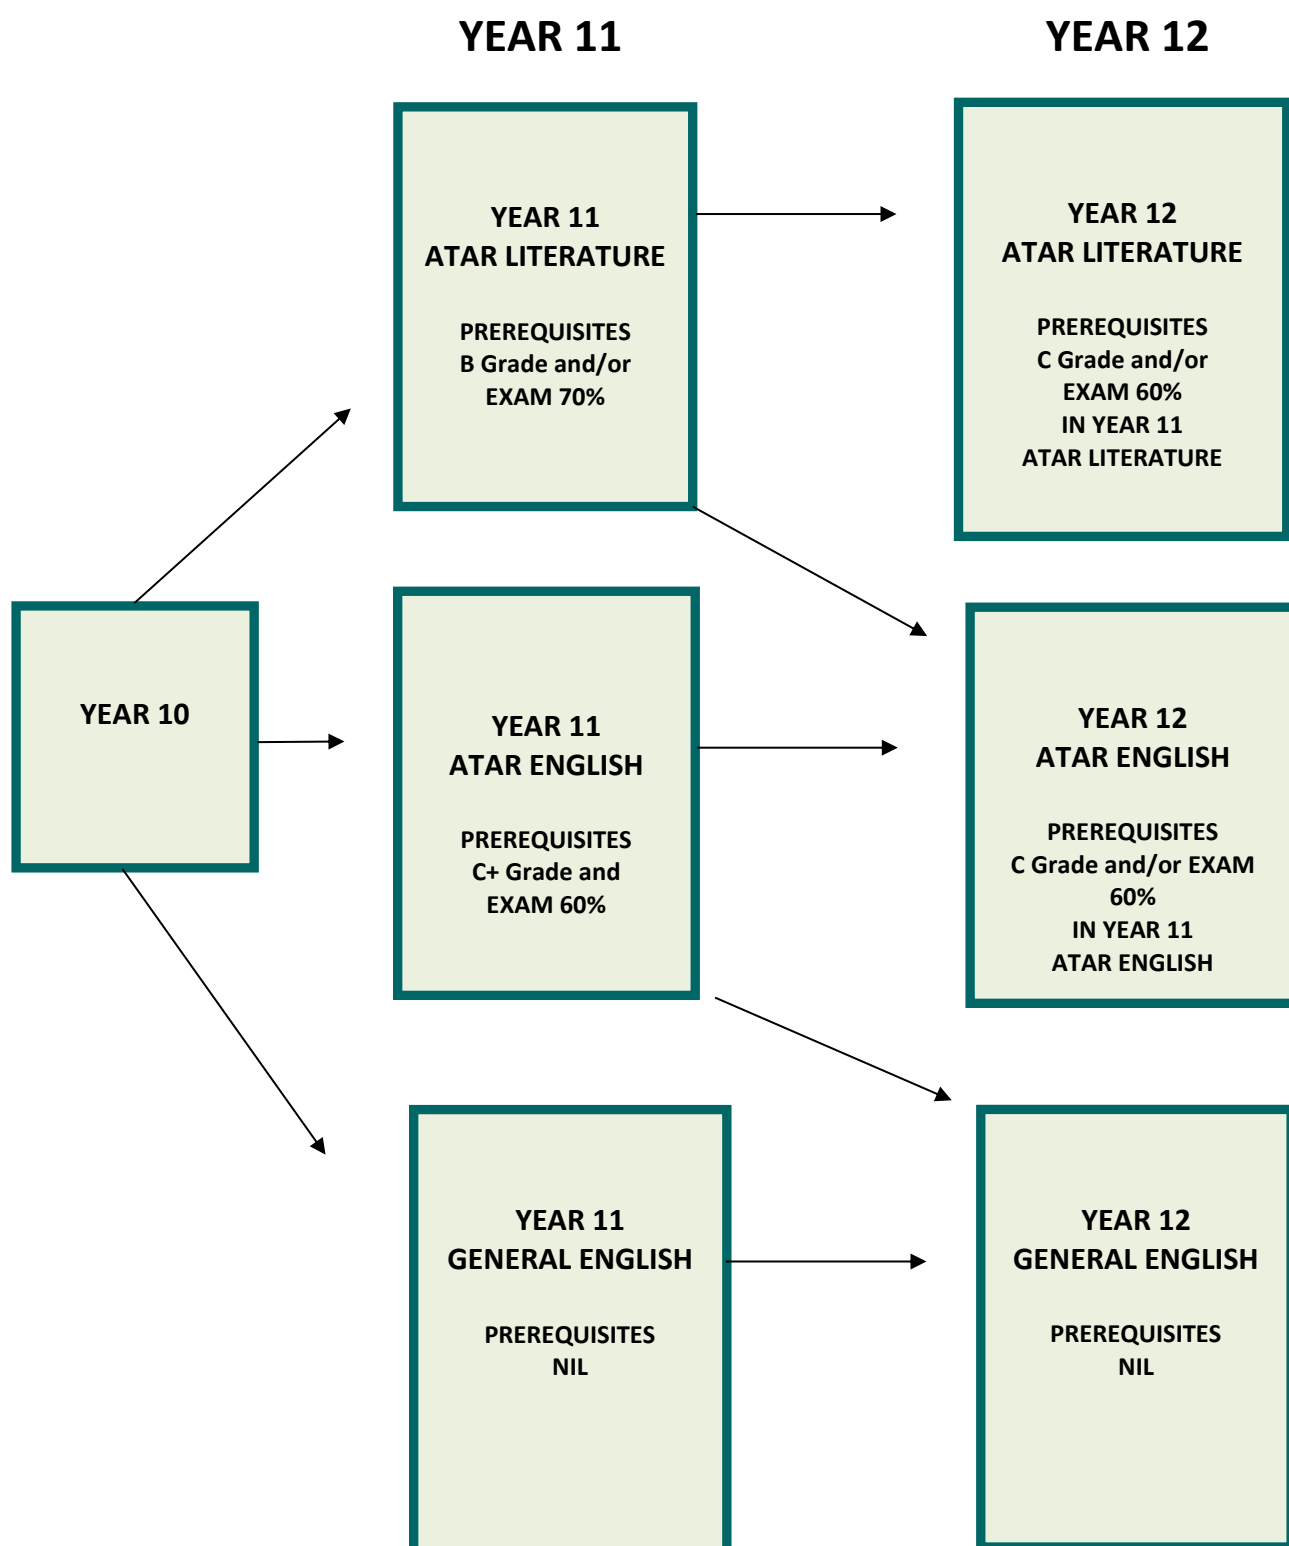 YEAR 11
YEAR 12
YEAR 11
ATAR LITERATURE
PREREQUISITES
B Grade and/or
EXAM 70%
YEAR 12
ATAR LITERATURE
PREREQUISITES
C Grade and/or
EXAM 60%
IN YEAR 11
ATAR LITERATURE
YEAR 10
YEAR 11
ATAR ENGLISH
PREREQUISITES
C+ Grade and
EXAM 60%
YEAR 12
ATAR ENGLISH
PREREQUISITES
C Grade and/or EXAM
60%
IN YEAR 11
ATAR ENGLISH
YEAR 11
GENERAL ENGLISH
PREREQUISITES
NIL
YEAR 12
GENERAL ENGLISH
PREREQUISITES
NIL